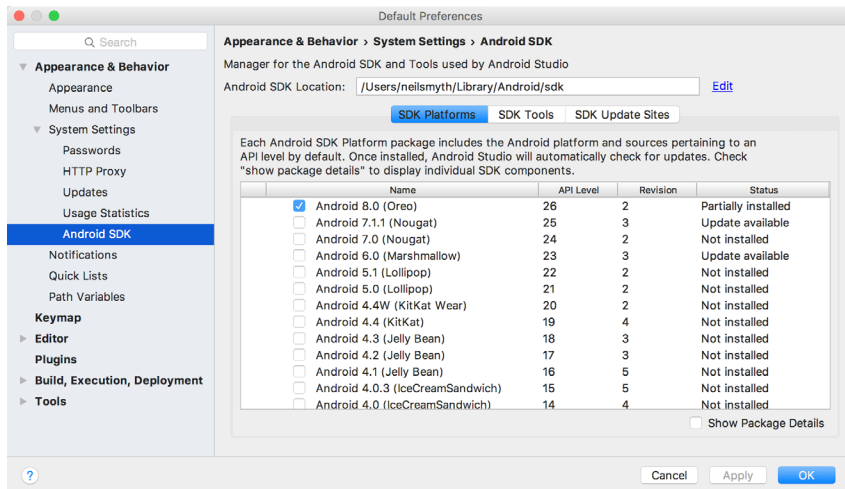 Default Preferences
Search
Appearance & Behavior
Appearance
Menus and Toolbars
System Settings
Passwords
HTTP Proxy
Updates
Usage Statistics
Android SDK
Notifications
Quick Lists
Path Variables
Keymap
Editor
Plugins
Build, Execution, Deployment
Tools
Appearance & Behavior › System Settings › Android SDK
Manager for the Android SDK and Tools used by Android Studio
Android SDK Location: /Users/neilsmyth/Library/Android/sdk Edit
SDK Platforms SDK Tools SDK Update Sites
Each Android SDK Platform package includes the Android platform and sources pertaining to an
API level by default. Once installed, Android Studio will automatically check for updates. Check
"show package details" to display individual SDK components.
Name API Level Revision Status
Android 8.0 (Oreo) 26 2 Partially installed
Android 7.1.1 (Nougat) 25 3 Update available
Android 7.0 (Nougat) 24 2 Not installed
Android 6.0 (Marshmallow) 23 3 Update available
Android 5.1 (Lollipop) 22 2 Not installed
Android 5.0 (Lollipop) 21 2 Not installed
Android 4.4W (KitKat Wear) 20 2 Not installed
Android 4.4 (KitKat) 19 4 Not installed
Android 4.3 (Jelly Bean) 18 3 Not installed
Android 4.2 (Jelly Bean) 17 3 Not installed
Android 4.1 (Jelly Bean) 16 5 Not installed
Android 4.0.3 (IceCreamSandwich) 15 5 Not installed
Android 4.0 (IceCreamSandwich) 14 4 Not installed
Show Package Details
? Cancel Apply OK